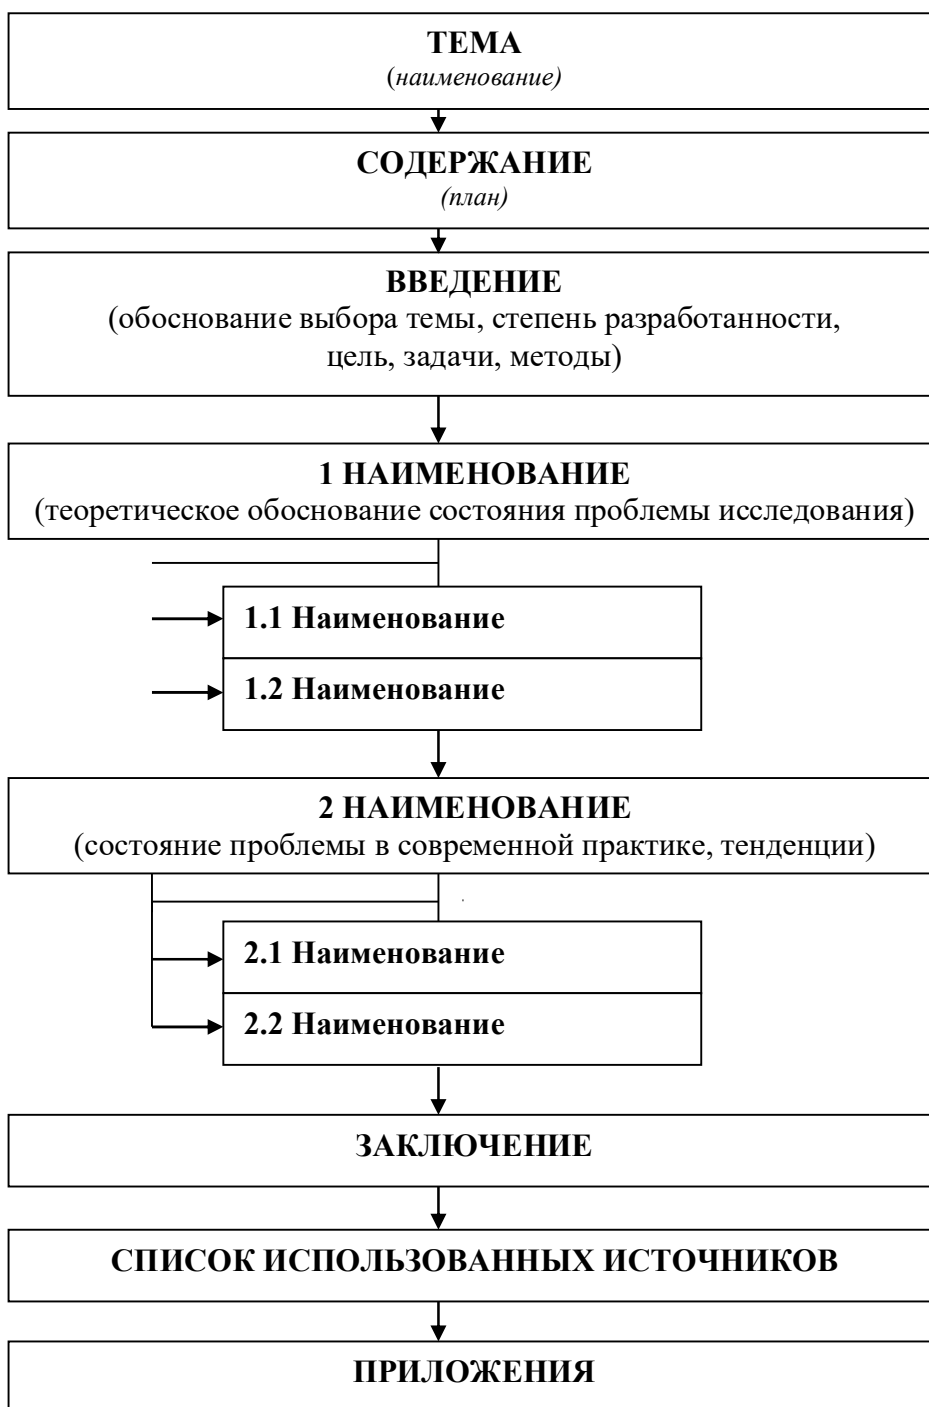 ТЕМА
(наименование)
СОДЕРЖАНИЕ
(план)
ВВЕДЕНИЕ
(обоснование выбора темы, степень разработанности,
цель, задачи, методы)
1 НАИМЕНОВАНИЕ
(теоретическое обоснование состояния проблемы исследования)
1.1 Наименование
1.2 Наименование
2 НАИМЕНОВАНИЕ
(состояние проблемы в современной практике, тенденции)
2.1 Наименование
2.2 Наименование
ЗАКЛЮЧЕНИЕ
СПИСОК ИСПОЛЬЗОВАННЫХ ИСТОЧНИКОВ
ПРИЛОЖЕНИЯ